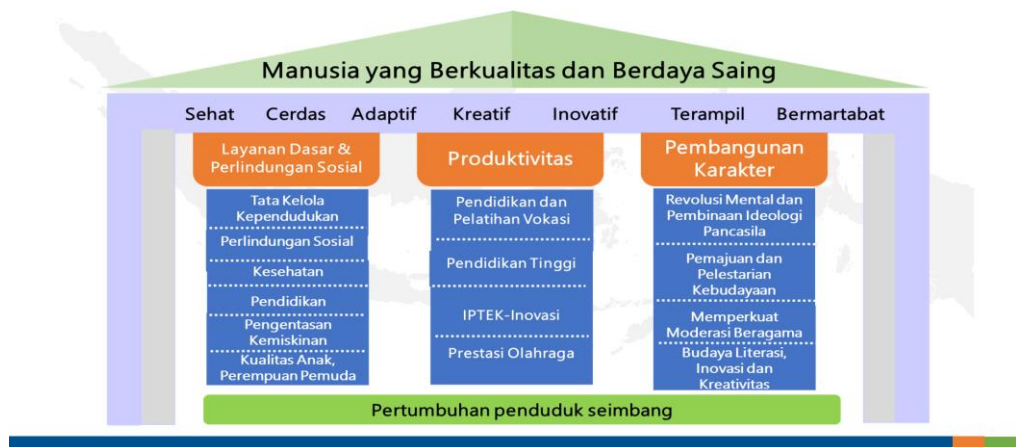 Manusia yang Berkualitas dan Berdaya Saing
Sehat Cerdas Adaptif Kreatif Inovatif Terampil Bermartabat
Layanan Dasar &
Perlindungan Sosial
Tata Kelola
Kependudukan
Perlindungan Sosial
Kesehatan
Pendidikan
Pengentasan
Kemiskinan
Kualitas Anak,
Perempuan Pemuda
Produktivitas
Pendidikan dan
Pelatihan Vokasi
Pendidikan Tinggi
IPTEK-Inovasi
Prestasi Olahraga
Pembangunan
Karakter
Revolusi Mental dan
Pembinaan Ideologi
Pancasila
Pemajuan dan
Pelestarian
Kebudayaan
Memperkuat
Moderasi Beragama
Budaya Literasi,
Inovasi dan
Kreativitas
Pertumbuhan penduduk seimbang